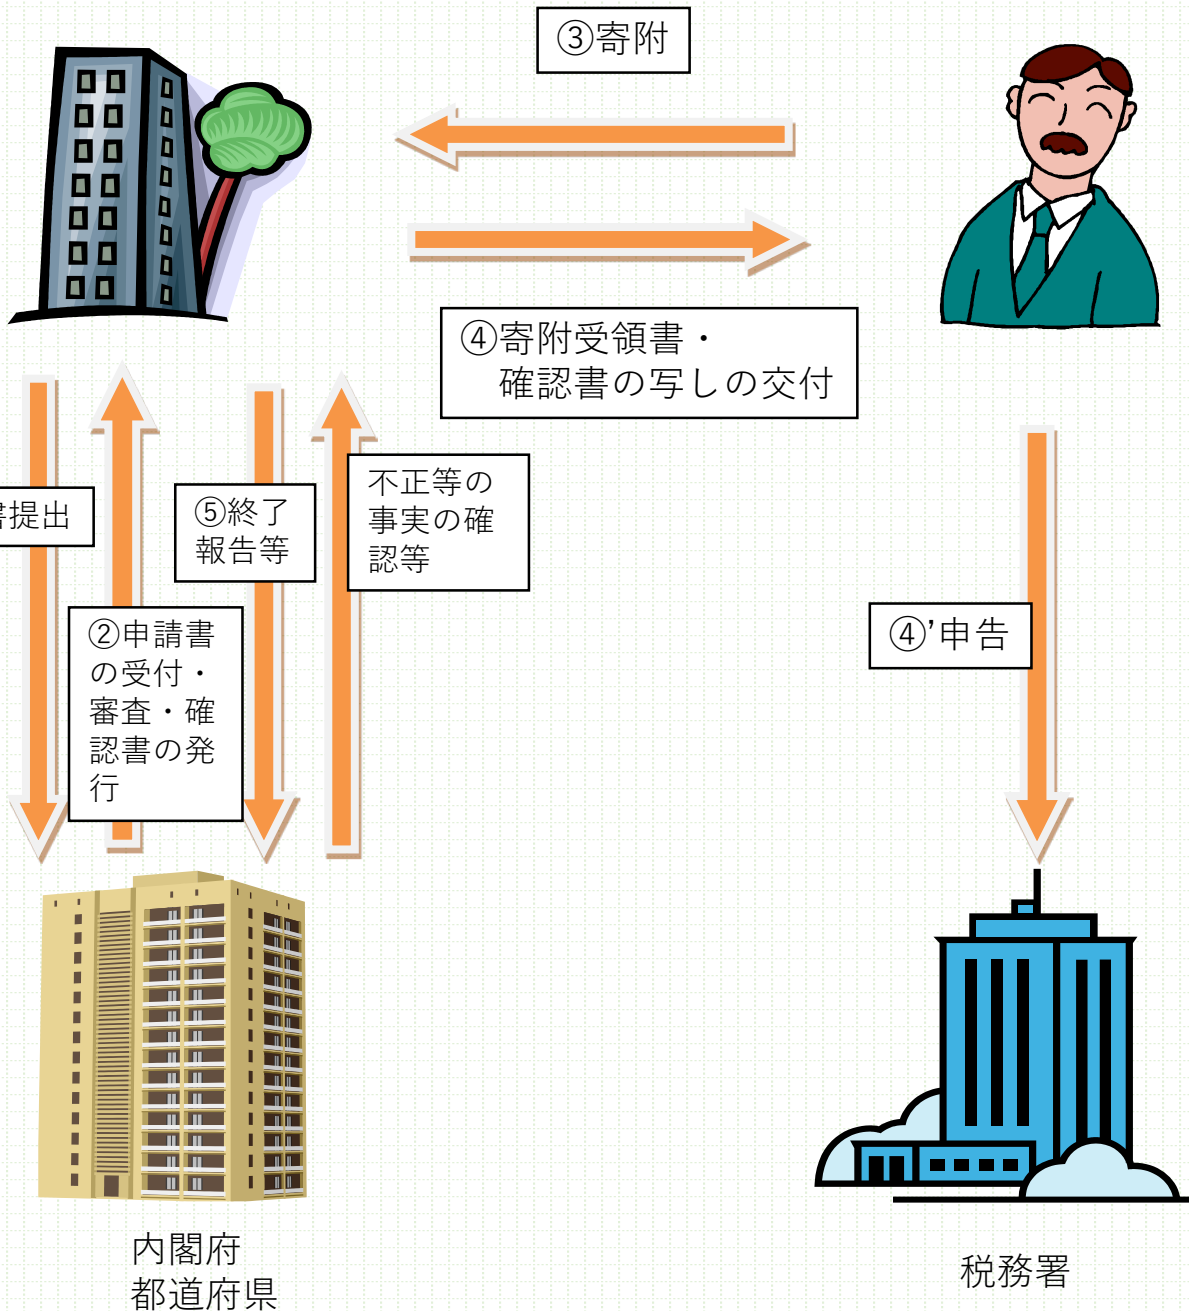 ③寄附
④寄附受領書・
確認書の写しの交付
書提出
⑤終了
報告等
不正等の
事実の確
認等
②申請書
の受付・
審査・確
認書の発
行
④’申告
内閣府
都道府県
税務署